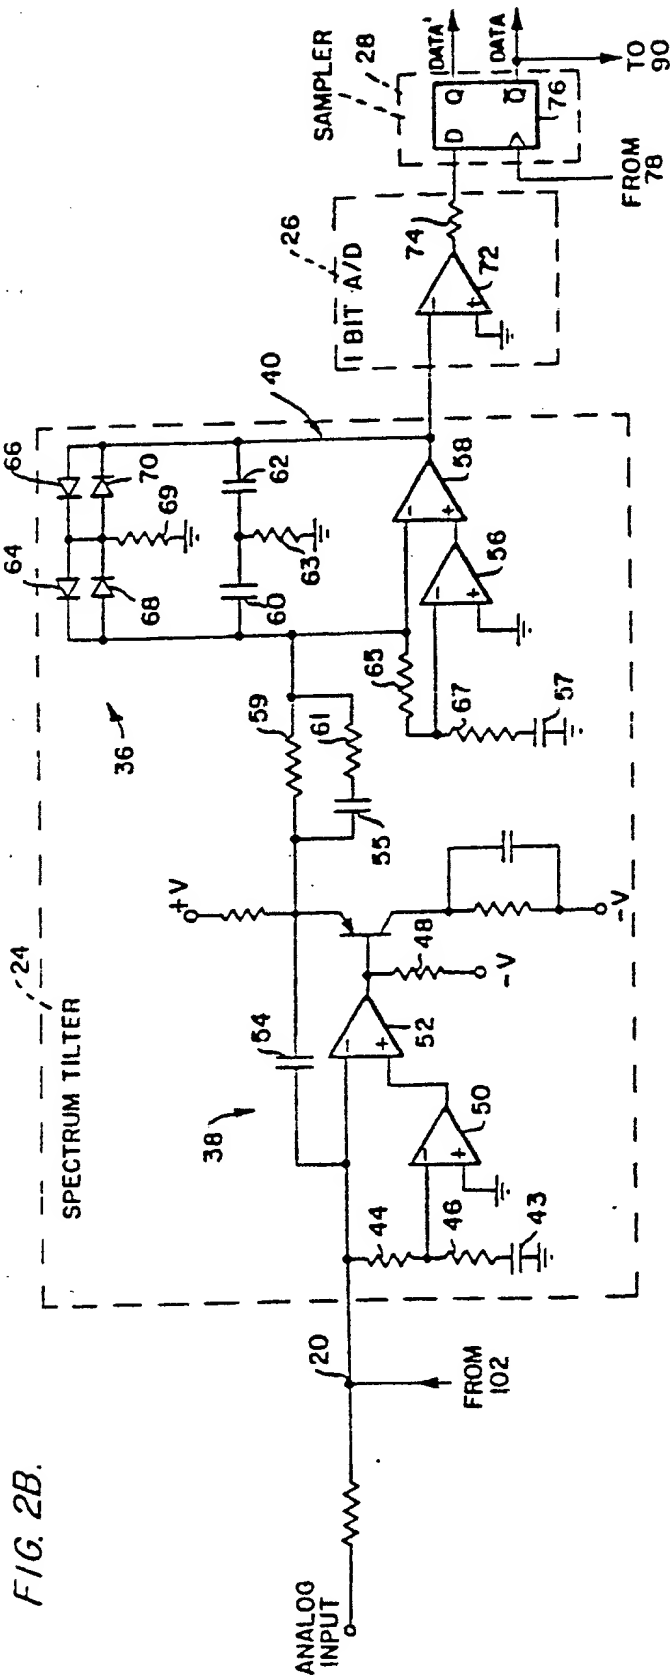 FIG. 2B.
SPECTRUM TILTER
24
36
64
66
70
68
69
40
60
62
63
38
54
+V
59
61
55
65
67
57
56
58
48
-V
-V
52
50
44
46
43
20
ANALOG
INPUT
FROM
102
26
1 BIT A/D
74
72
SAMPLER
28
D
Q
Q̅
76
DATA'
DATA
FROM
78
TO
90